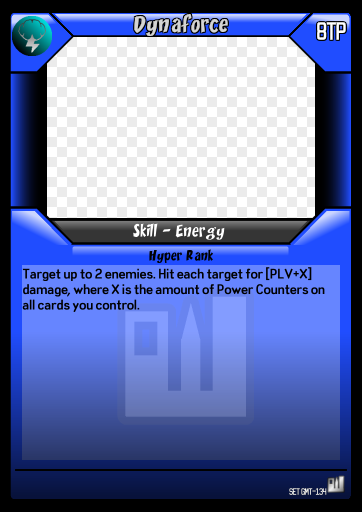 Dynaforce
8TP
Skill - Energy
Hyper Rank
Target up to 2 enemies. Hit each target for [PLV+X]
damage, where X is the amount of Power Counters on
all cards you control.
SET GMT-134